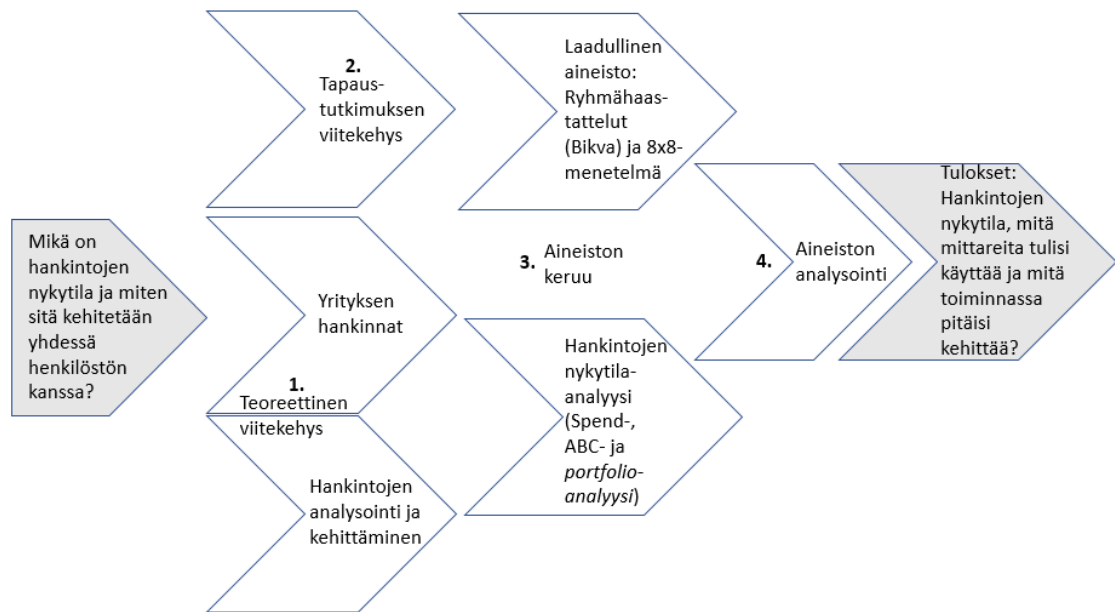 Mikä on
hankintojen
nykytila ja miten
sitä kehitetään
yhdessä
henkilöstön
kanssa?
2.
Tapaus-
tutkimuksen
viitekehys
Yrityksen
hankinnat
1.
Teoreettinen
viitekehys
Hankintojen
analysointi ja
kehittäminen
Laadullinen
aineisto:
Ryhmähaas-
tattelut
(Bikva) ja 8x8-
menetelmä
3. Aineiston
keruu
Hankintojen
nykytila-
analyysi
(Spend-,
ABC- ja
portfolio-
analyysi)
4. Aineiston
analysointi
Tulokset:
Hankintojen
nykytila, mitä
mittareita tulisi
käyttää ja mitä
toiminnassa
pitäisi
kehittää?